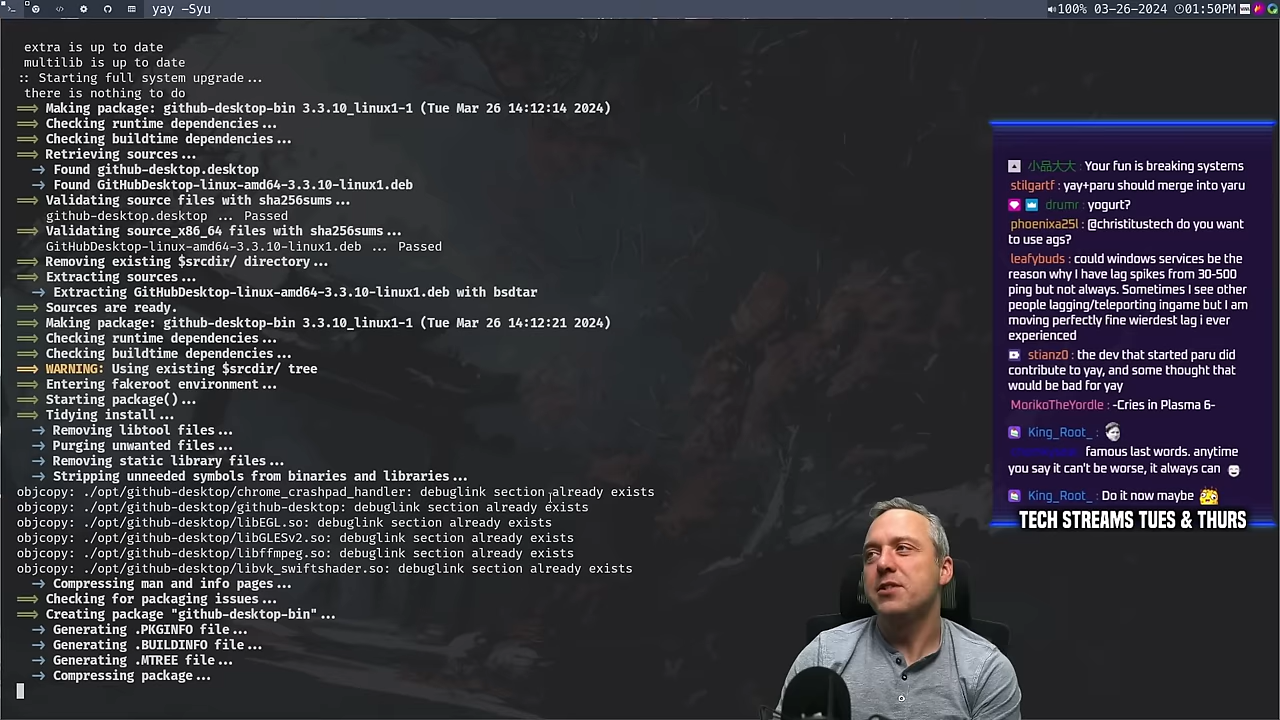 yay -Syu
100% 03-26-2024 01:50PM
extra is up to date
multilib is up to date
:: Starting full system upgrade...
there is nothing to do
==> Making package: github-desktop-bin 3.3.10_linux1-1 (Tue Mar 26 14:12:14 2024)
==> Checking runtime dependencies...
==> Checking buildtime dependencies...
==> Retrieving sources...
-> Found github-desktop.desktop
-> Found GitHubDesktop-linux-amd64-3.3.10-linux1.deb
==> Validating source files with sha256sums...
github-desktop.desktop ... Passed
==> Validating source_x86_64 files with sha256sums...
GitHubDesktop-linux-amd64-3.3.10-linux1.deb ... Passed
==> Removing existing $srcdir/ directory...
==> Extracting sources...
-> Extracting GitHubDesktop-linux-amd64-3.3.10-linux1.deb with bsdtar
==> Sources are ready.
==> Making package: github-desktop-bin 3.3.10_linux1-1 (Tue Mar 26 14:12:21 2024)
==> Checking runtime dependencies...
==> Checking buildtime dependencies...
==> WARNING: Using existing $srcdir/ tree
==> Entering fakeroot environment...
==> Starting package()...
==> Tidying install...
-> Removing libtool files...
-> Purging unwanted files...
-> Removing static library files...
-> Stripping unneeded symbols from binaries and libraries...
objcopy: ./opt/github-desktop/chrome_crashpad_handler: debuglink section already exists
objcopy: ./opt/github-desktop/github-desktop: debuglink section already exists
objcopy: ./opt/github-desktop/libEGL.so: debuglink section already exists
objcopy: ./opt/github-desktop/libGLESv2.so: debuglink section already exists
objcopy: ./opt/github-desktop/libffmpeg.so: debuglink section already exists
objcopy: ./opt/github-desktop/libvk_swiftshader.so: debuglink section already exists
-> Compressing man and info pages...
==> Checking for packaging issues...
==> Creating package "github-desktop-bin"...
-> Generating .PKGINFO file...
-> Generating .BUILDINFO file...
-> Generating .MTREE file...
-> Compressing package...
小品大大 : Your fun is breaking systems
stilgartf : yay+paru should merge into yaru
drumr : yogurt?
phoenixa25l : @christitustech do you want
to use ags?
leafybuds : could windows services be the
reason why I have lag spikes from 30-500
ping but not always. Sometimes I see other
people lagging/teleporting ingame but I am
moving perfectly fine wierdest lag i ever
experienced
stianz0 : the dev that started paru did
contribute to yay, and some thought that
would be bad for yay
MorikoTheYordle : -Cries in Plasma 6-
King_Root_ :
famous last words. anytime
you say it can't be worse, it always can
King_Root_ : Do it now maybe
TECH STREAMS TUES & THURS